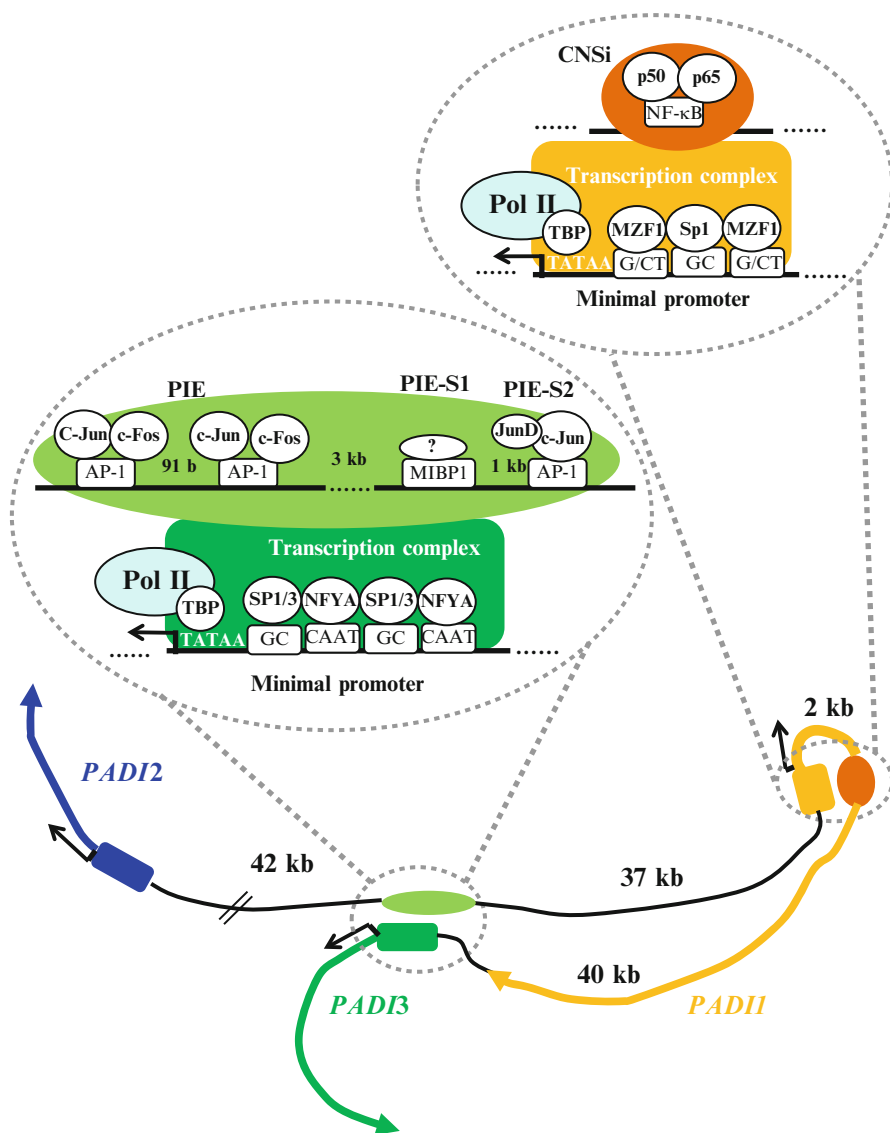 CNSi
p50 p65
NF-κB
...... ......
Transcription complex
Pol II
TBP MZF1 Sp1 MZF1
TATAA G/CT GC G/CT
...... ......
Minimal promoter
PIE PIE-S1 PIE-S2
C-Jun c-Fos c-Jun c-Fos ? JunD c-Jun
AP-1 91 b AP-1 3 kb MIBP1 1 kb AP-1
......
Transcription complex
Pol II
TBP SP1/3 NFYA SP1/3 NFYA
TATAA GC CAAT GC CAAT
...... ......
Minimal promoter
2 kb
PADI2
42 kb
37 kb
40 kb
PADI3
PADI1